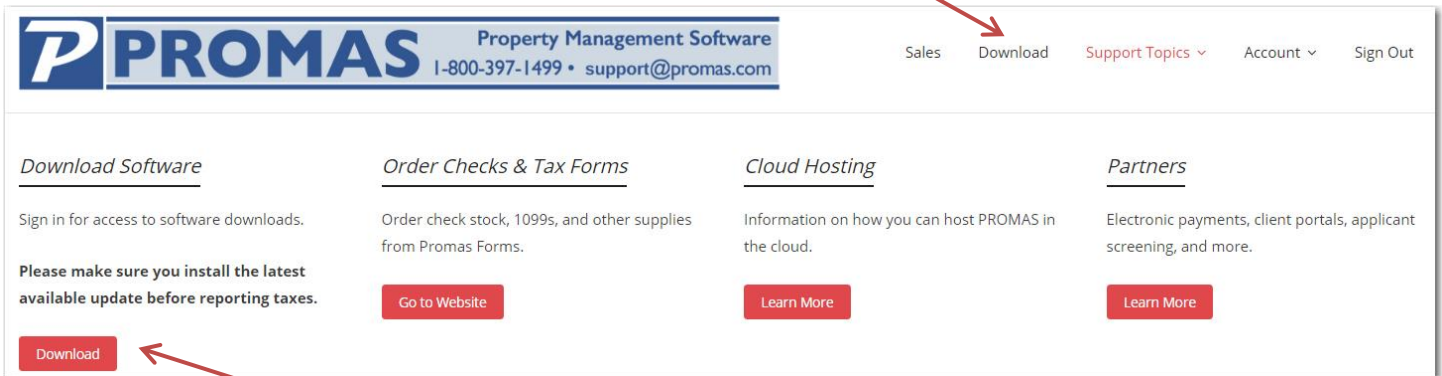 P PROMAS Property Management Software
1-800-397-1499 • support@promas.com
Sales Download Support Topics Account Sign Out
Download Software
Sign in for access to software downloads.
Please make sure you install the latest
available update before reporting taxes.
Download
Order Checks & Tax Forms
Order check stock, 1099s, and other supplies
from Promas Forms.
Go to Website
Cloud Hosting
Information on how you can host PROMAS in
the cloud.
Learn More
Partners
Electronic payments, client portals, applicant
screening, and more.
Learn More